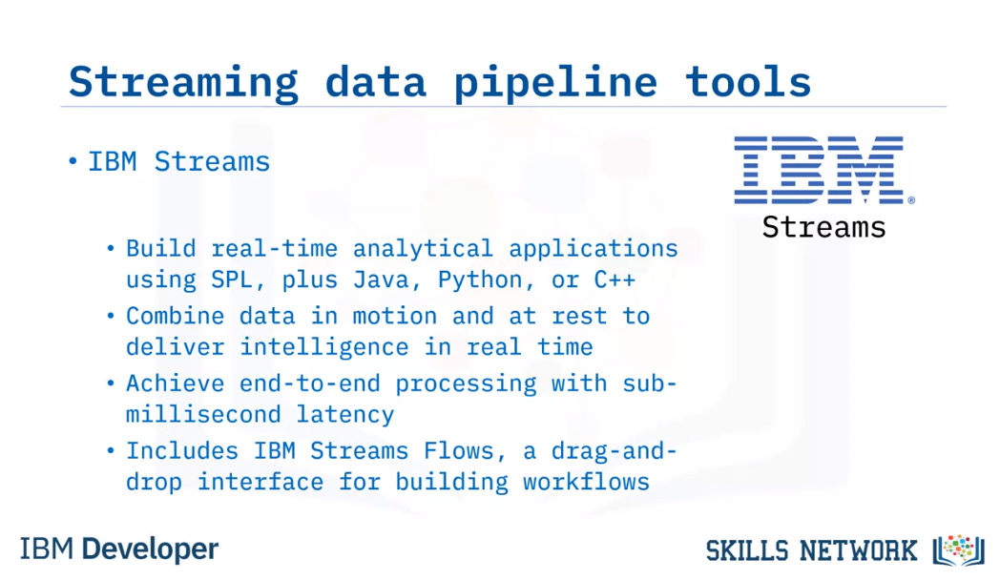 Streaming data pipeline tools
• IBM Streams
IBM®
Streams
• Build real-time analytical applications
using SPL, plus Java, Python, or C++
• Combine data in motion and at rest to
deliver intelligence in real time
• Achieve end-to-end processing with sub-
millisecond latency
• Includes IBM Streams Flows, a drag-and-
drop interface for building workflows
IBM Developer
SKILLS NETWORK